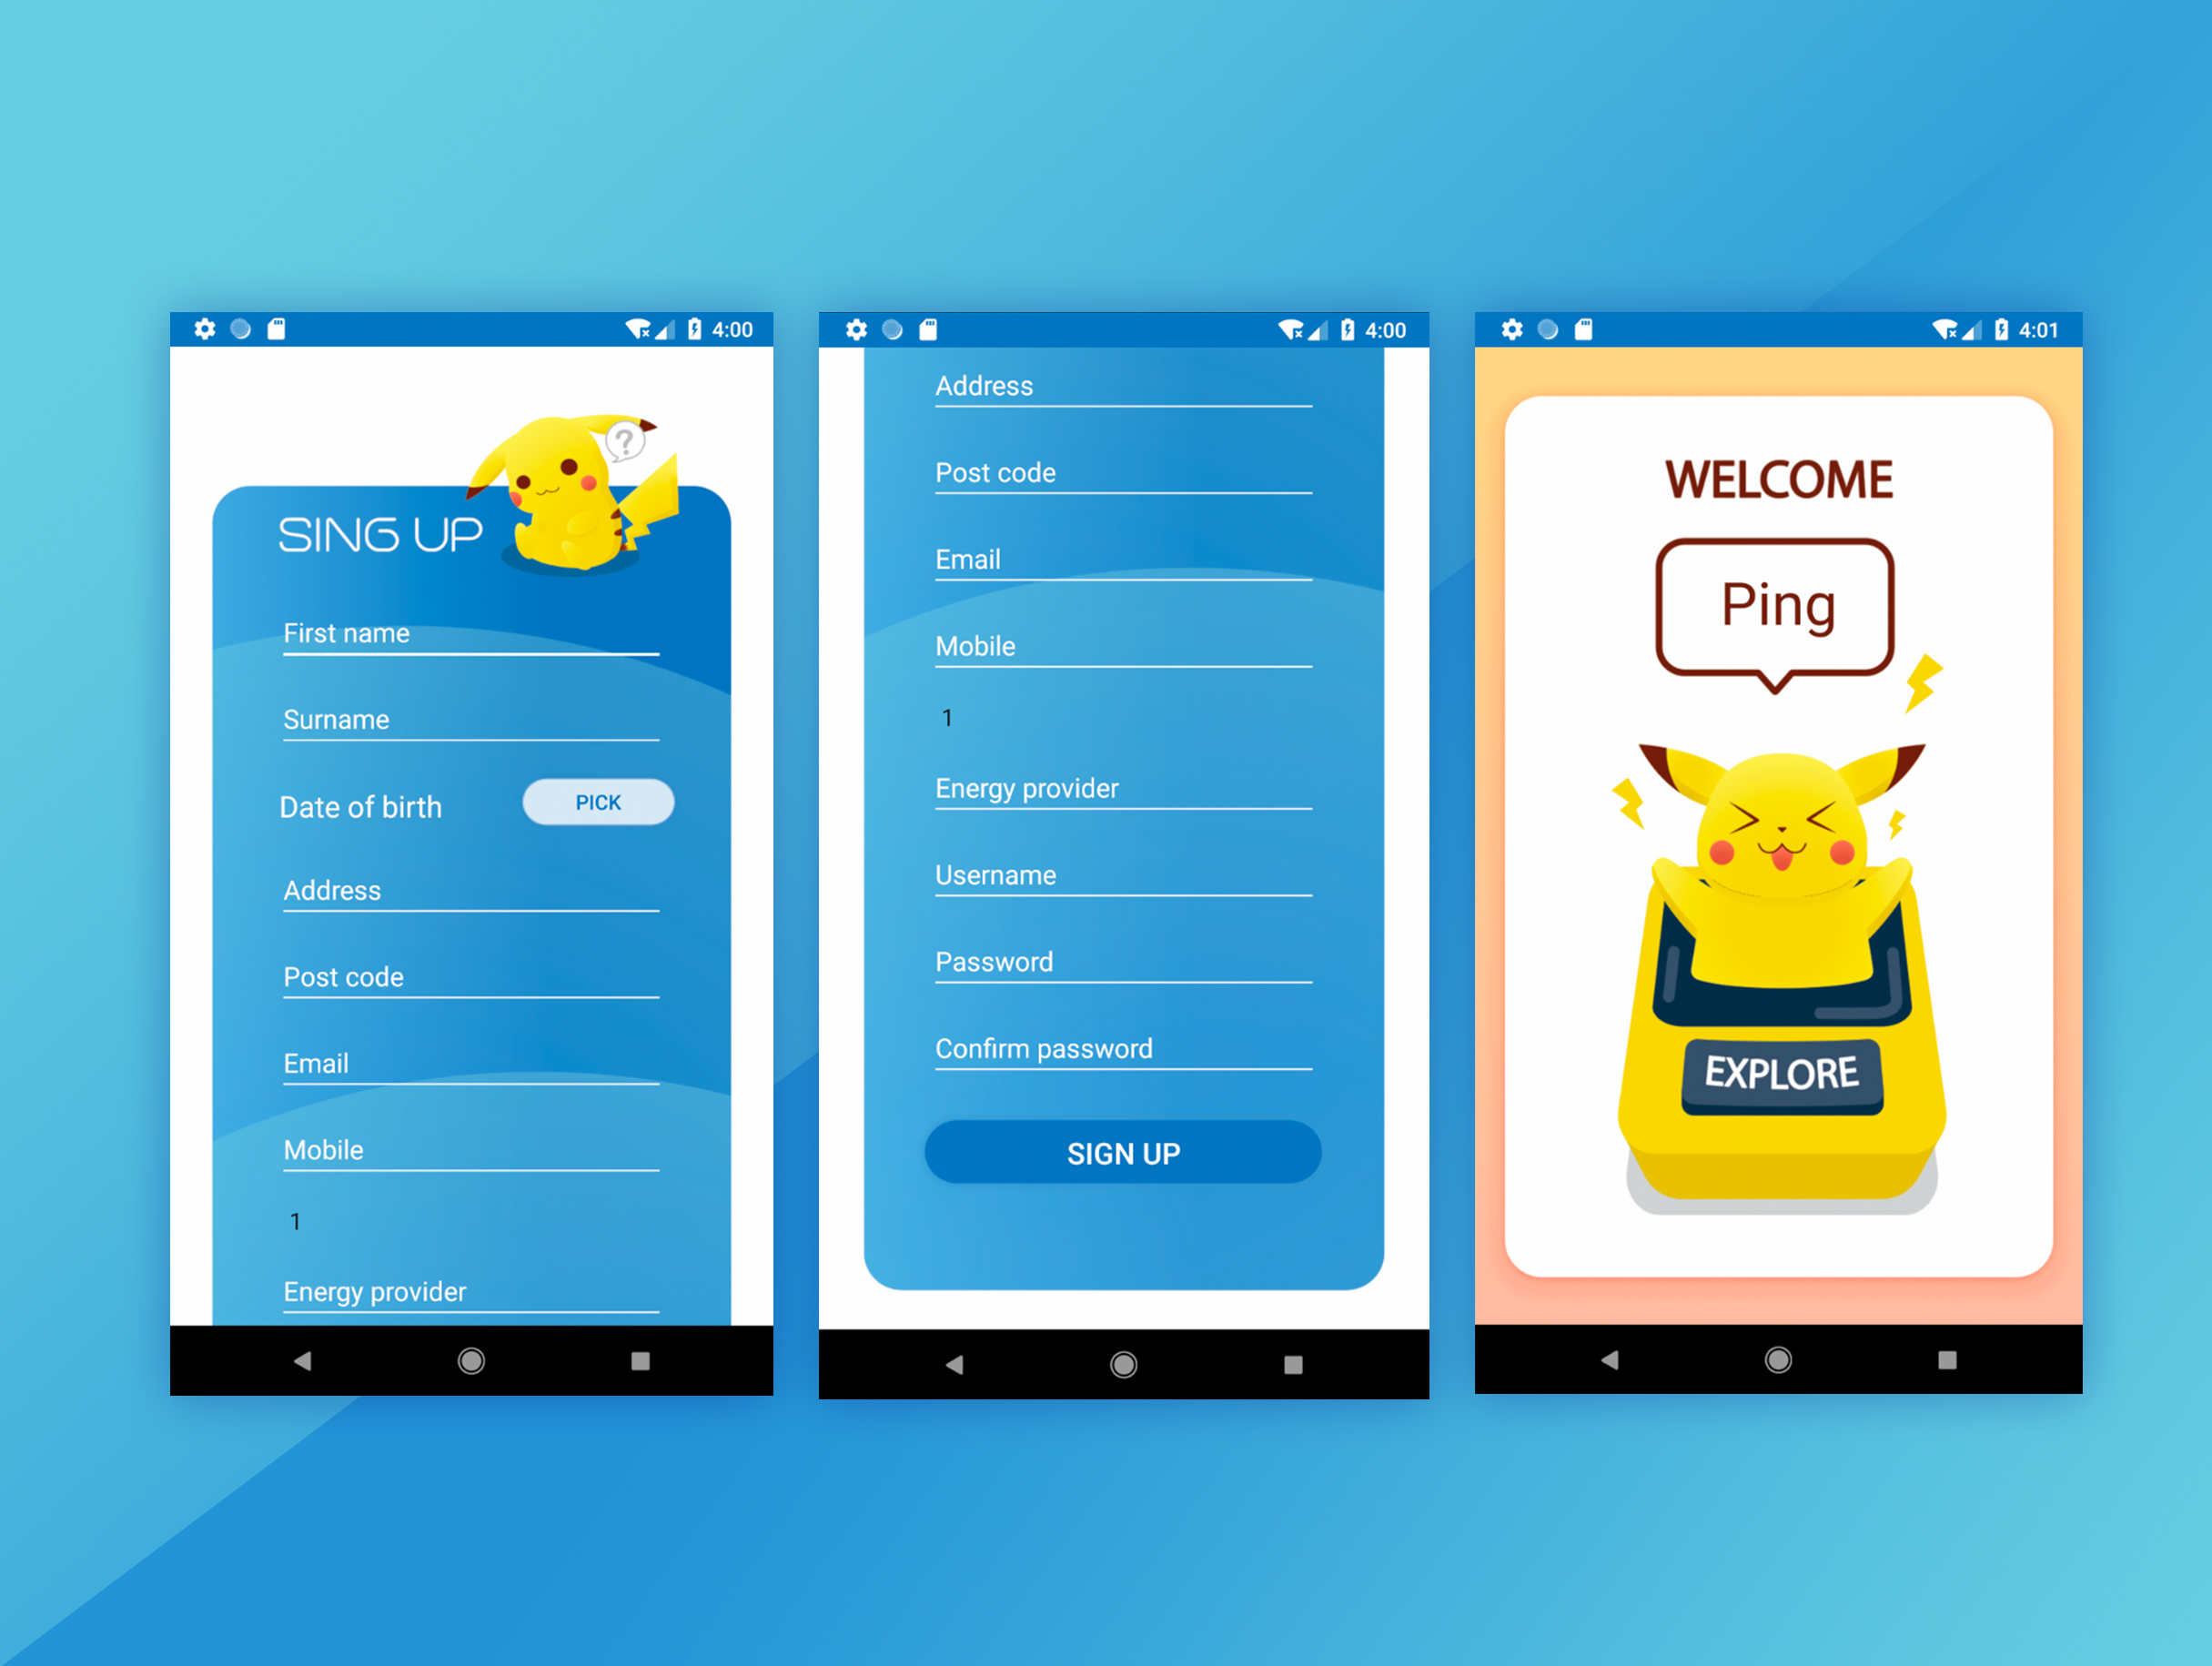 4:00
SING UP
?
First name
Surname
Date of birth
PICK
Address
Post code
Email
Mobile
1
Energy provider
4:00
Address
Post code
Email
Mobile
1
Energy provider
Username
Password
Confirm password
SIGN UP
4:01
WELCOME
Ping
EXPLORE